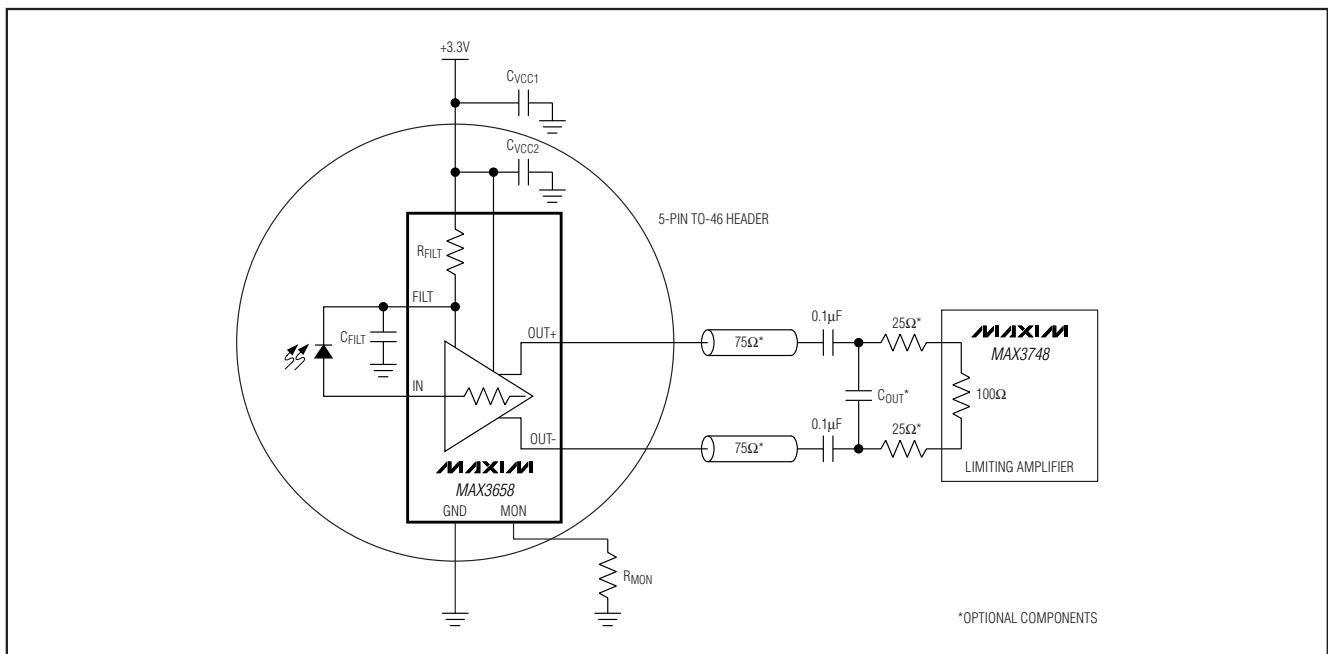 +3.3V
CVCC1
CVCC2
5-PIN TO-46 HEADER
RFILT
FILT
CFILT
IN
OUT+
OUT-
MAXIM
MAX3658
GND
MON
RMON
75Ω*
0.1µF
25Ω*
COUT*
75Ω*
0.1µF
25Ω*
MAXIM
MAX3748
100Ω
LIMITING AMPLIFIER
*OPTIONAL COMPONENTS